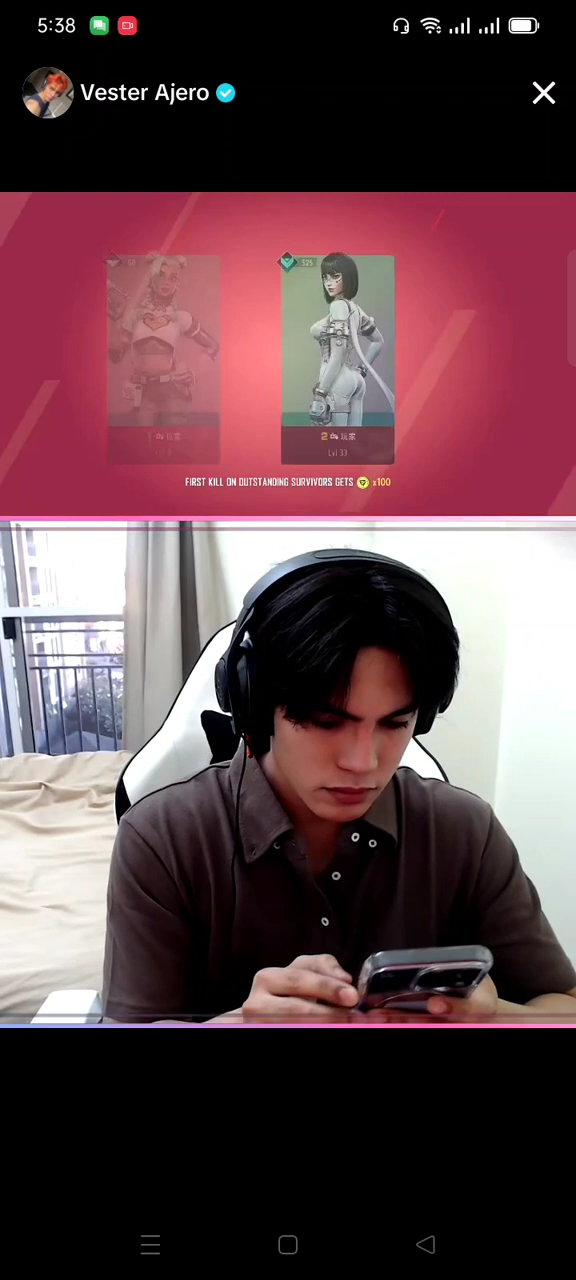 5:38
Vester Ajero
325
2 玩家
Lvl 33
FIRST KILL ON OUTSTANDING SURVIVORS GETS x100